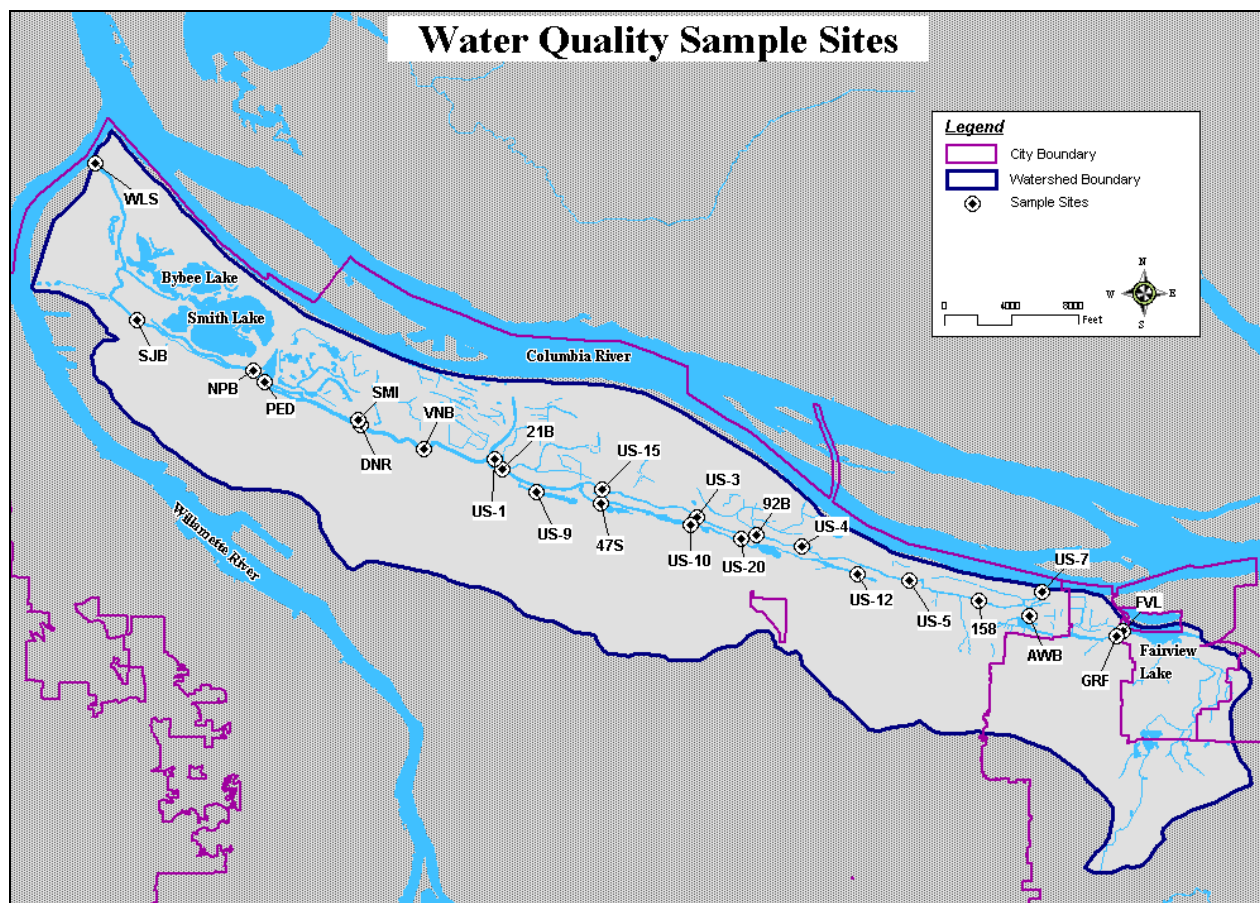 Water Quality Sample Sites
Legend
City Boundary
Watershed Boundary
Sample Sites
N
W
E
S
0
4000
8000
Feet
WLS
Bybee Lake
Smith Lake
SJB
NPB
PED
SMI
DNR
VNB
Columbia River
21B
US-1
US-9
US-15
47S
US-3
US-10
92B
US-20
US-4
US-12
US-5
158
US-7
AWB
FVL
GRF
Fairview
Lake
Willamette River